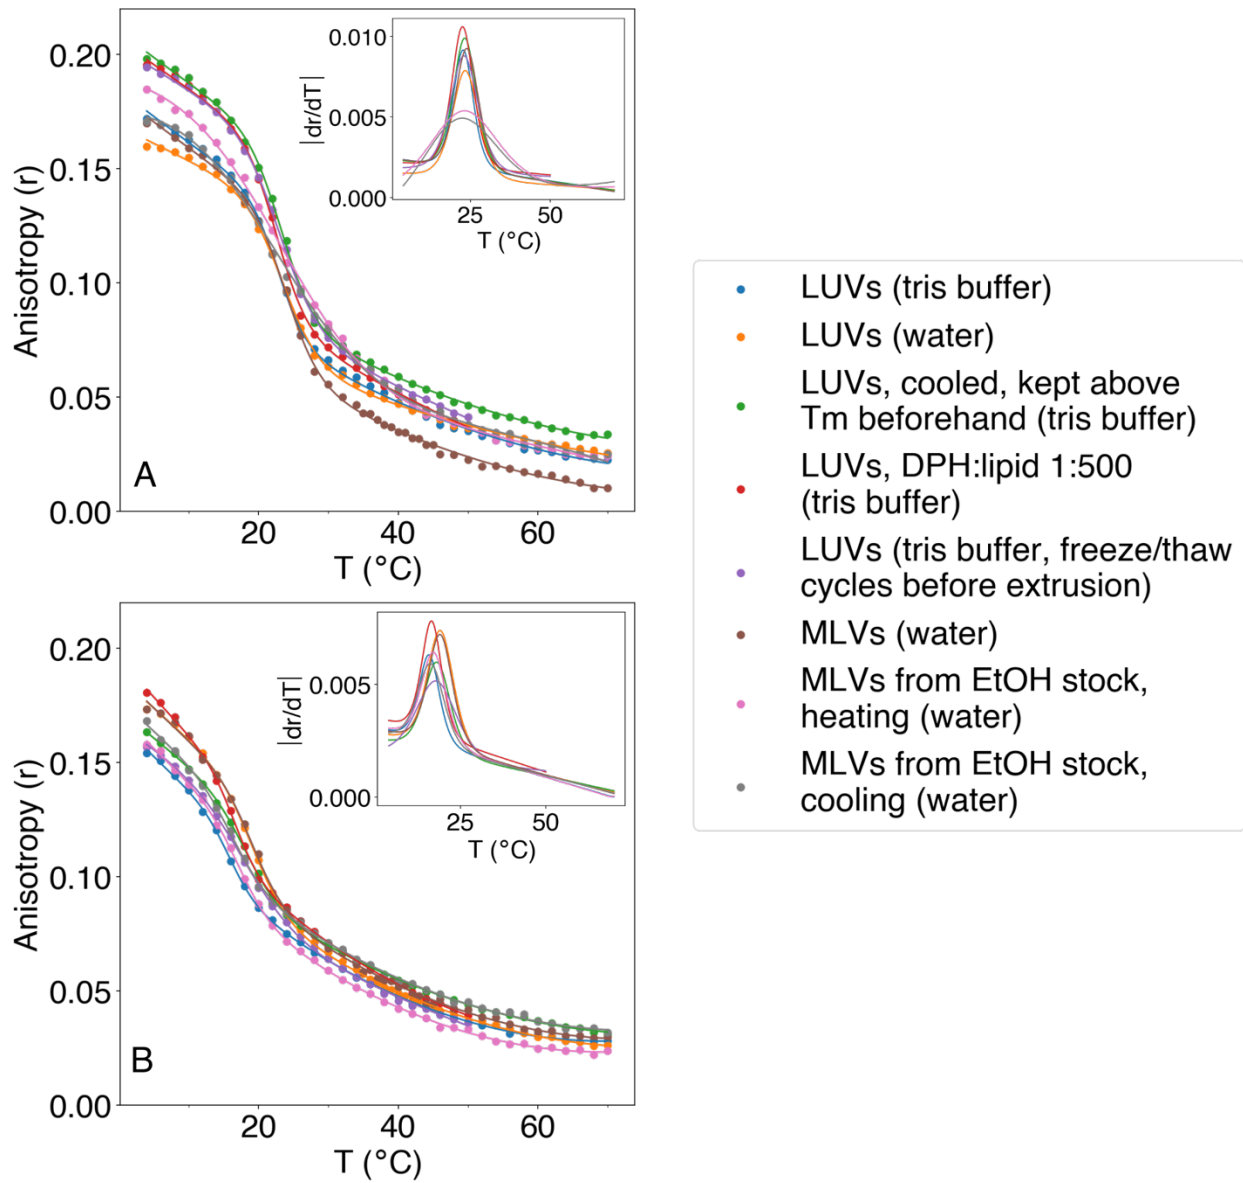 0.20
0.15
0.10
0.05
0.00
Anisotropy (r)
20
40
60
T (°C)
A
0.010
0.005
0.000
|dr/dT|
25
50
T (°C)
0.20
0.15
0.10
0.05
0.00
Anisotropy (r)
20
40
60
T (°C)
B
0.005
0.000
|dr/dT|
25
50
T (°C)
LUVs (tris buffer)
LUVs (water)
LUVs, cooled, kept above
Tm beforehand (tris buffer)
LUVs, DPH:lipid 1:500
(tris buffer)
LUVs (tris buffer, freeze/thaw
cycles before extrusion)
MLVs (water)
MLVs from EtOH stock,
heating (water)
MLVs from EtOH stock,
cooling (water)